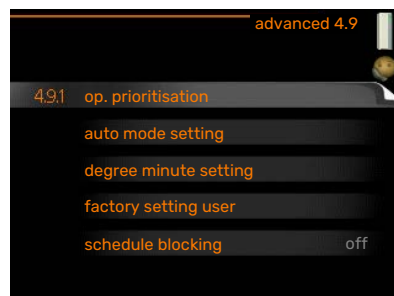 advanced 4.9
4.9.1 op. prioritisation
auto mode setting
degree minute setting
factory setting user
schedule blocking off